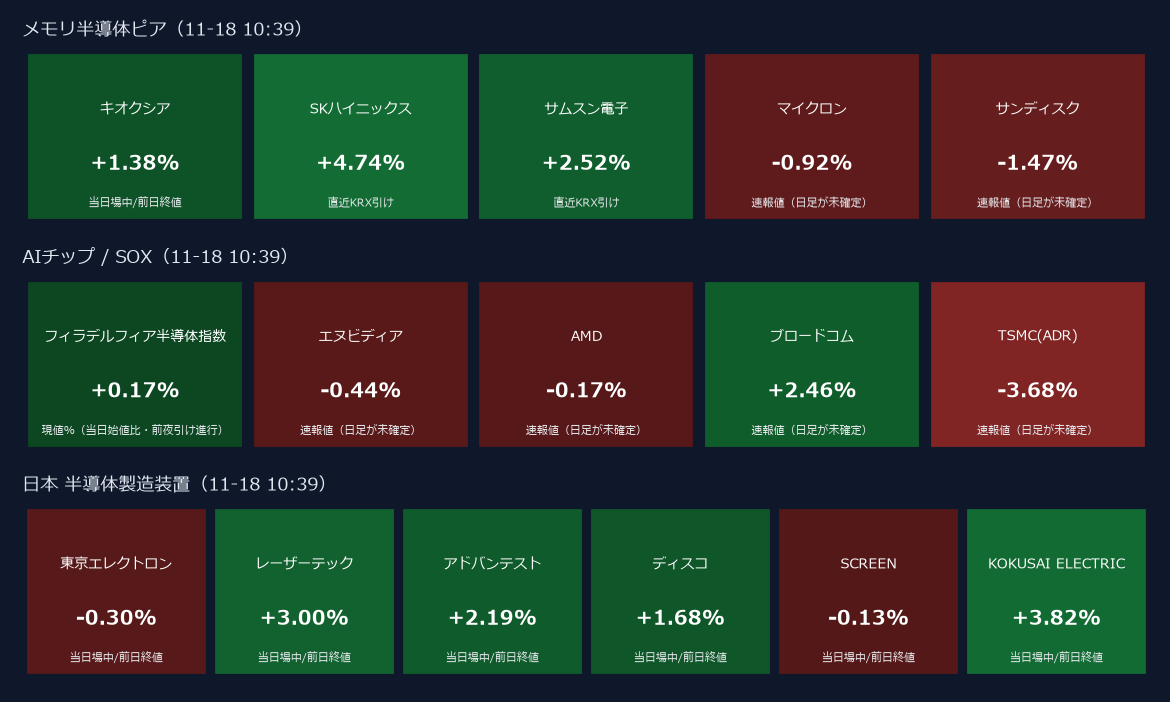 メモリ半導体ピア（11-18 10:39）
キオクシア
+1.38%
当日場中/前日終値
SKハイニックス
+4.74%
直近KRX引け
サムスン電子
+2.52%
直近KRX引け
マイクロン
-0.92%
速報値（日足が未確定）
サンディスク
-1.47%
速報値（日足が未確定）
AIチップ / SOX（11-18 10:39）
フィラデルフィア半導体指数
+0.17%
現値%（当日始値比・前夜引け進行）
エヌビディア
-0.44%
速報値（日足が未確定）
AMD
-0.17%
速報値（日足が未確定）
ブロードコム
+2.46%
速報値（日足が未確定）
TSMC(ADR)
-3.68%
速報値（日足が未確定）
日本 半導体製造装置（11-18 10:39）
東京エレクトロン
-0.30%
当日場中/前日終値
レーザーテック
+3.00%
当日場中/前日終値
アドバンテスト
+2.19%
当日場中/前日終値
ディスコ
+1.68%
当日場中/前日終値
SCREEN
-0.13%
当日場中/前日終値
KOKUSAI ELECTRIC
+3.82%
当日場中/前日終値